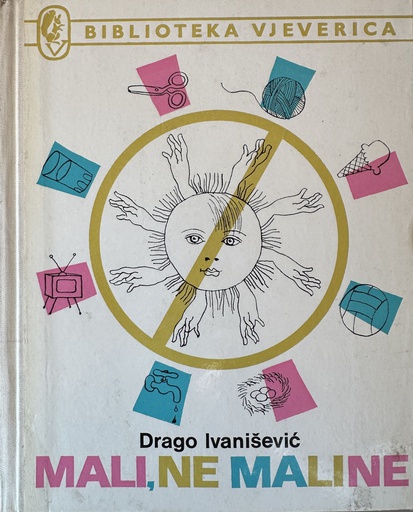 BIBLIOTEKA VJEVERICA
Drago Ivanišević
MALI, NE MALINE